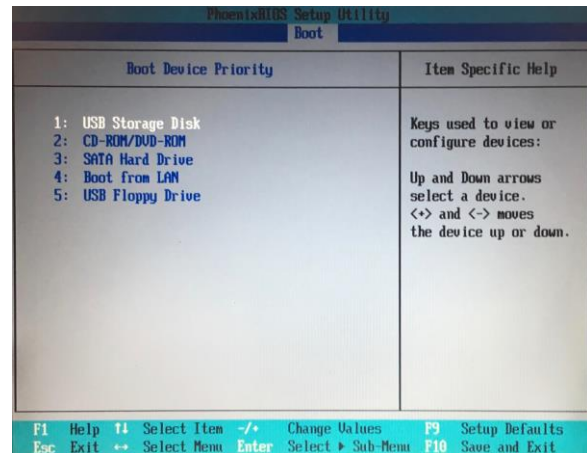 PhoenixBIOS Setup Utility
Boot
Boot Device Priority
Item Specific Help
1: USB Storage Disk
2: CD-ROM/DVD-ROM
3: SATA Hard Drive
4: Boot from LAN
5: USB Floppy Drive
Keys used to view or
configure devices:
Up and Down arrows
select a device.
<+> and <-> moves
the device up or down.
F1 Help ↑↓ Select Item -/+ Change Values F9 Setup Defaults
Esc Exit ↔ Select Menu Enter Select ▶ Sub-Menu F10 Save and Exit